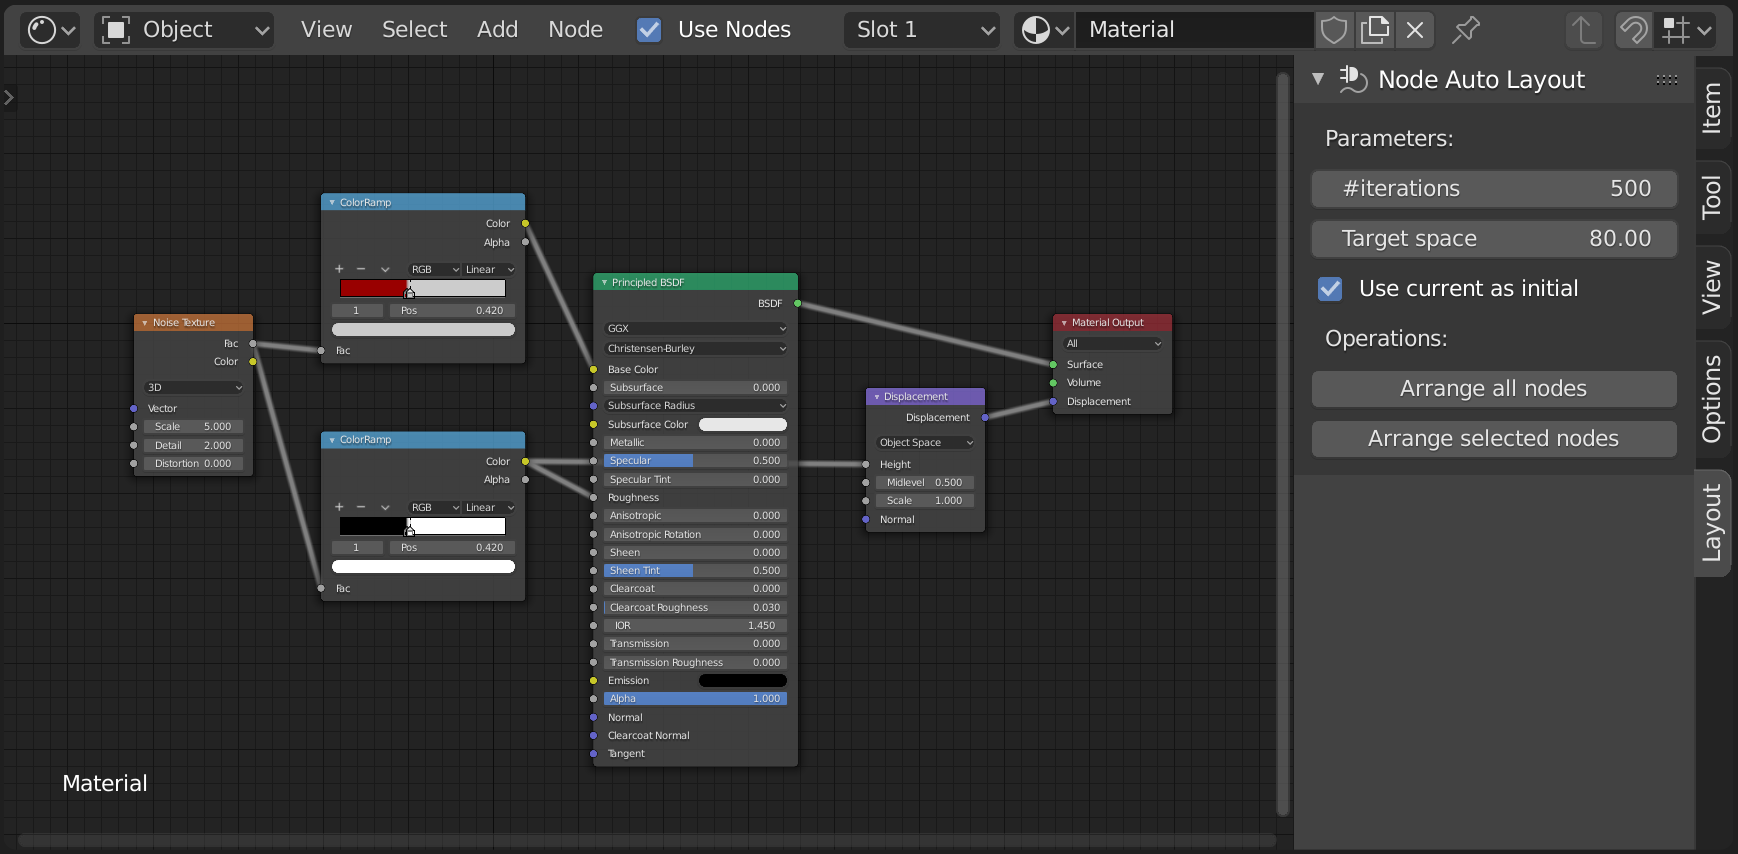 Object View Select Add Node Use Nodes Slot 1 Material
Node Auto Layout
Parameters:
#iterations 500
Target space 80.00
Use current as initial
Operations:
Arrange all nodes
Arrange selected nodes
Item
Tool
View
Options
Layout
Noise Texture
Fac
Color
3D
Vector
Scale 5.000
Detail 2.000
Distortion 0.000
ColorRamp
Color
Alpha
RGB Linear
1 Pos 0.420
Fac
ColorRamp
Color
Alpha
RGB Linear
1 Pos 0.420
Fac
Principled BSDF
BSDF
GGX
Christensen-Burley
Base Color
Subsurface 0.000
Subsurface Radius
Subsurface Color
Metallic 0.000
Specular 0.500
Specular Tint 0.000
Roughness
Anisotropic 0.000
Anisotropic Rotation 0.000
Sheen 0.000
Sheen Tint 0.500
Clearcoat 0.000
Clearcoat Roughness 0.030
IOR 1.450
Transmission 0.000
Transmission Roughness 0.000
Emission
Alpha 1.000
Normal
Clearcoat Normal
Tangent
Displacement
Displacement
Object Space
Height
Midlevel 0.500
Scale 1.000
Normal
Material Output
All
Surface
Volume
Displacement
Material